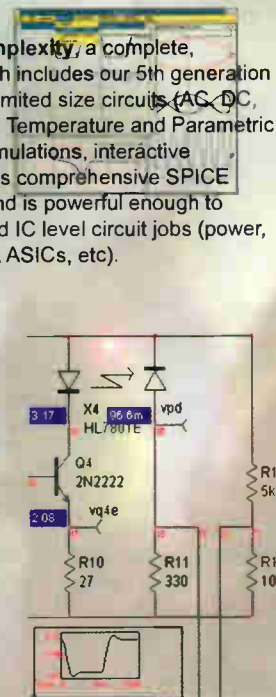 mplexity, a complete,
h includes our 5th generation
mited size circuits (AC, DC,
Temperature and Parametric
mulations, interactive
s comprehensive SPICE
nd is powerful enough to
d IC level circuit jobs (power,
, ASICs, etc).
3.17 X4 96.6m vpd
HL7801E
Q4
2N2222
R1
5k
2.08 vq4e
R10 R11 R1
27 330 10